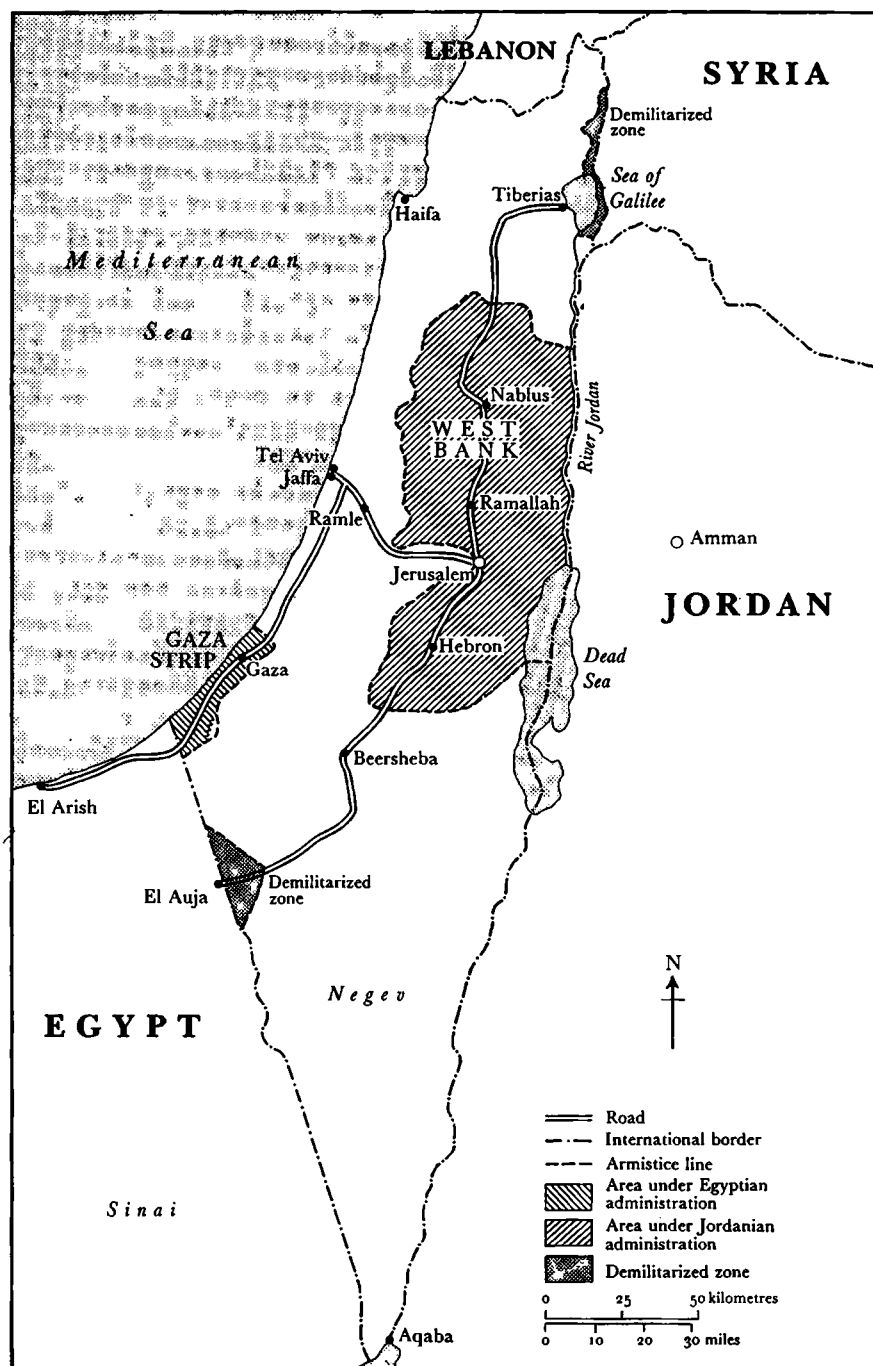 LEBANON
SYRIA
Demilitarized
zone
Sea of
Galilee
Tiberias
Haifa
Mediterranean
Sea
Nablus
WEST
BANK
River Jordan
Tel Aviv
Jaffa
Ramle
Ramallah
Amman
Jerusalem
JORDAN
GAZA
STRIP
Gaza
Hebron
Dead
Sea
Beersheba
El Arish
El Auja
Demilitarized
zone
Negev
N
EGYPT
Sinai
Road
International border
Armistice line
Area under Egyptian
administration
Area under Jordanian
administration
Demilitarized zone
0 25 50 kilometres
0 10 20 30 miles
Aqaba